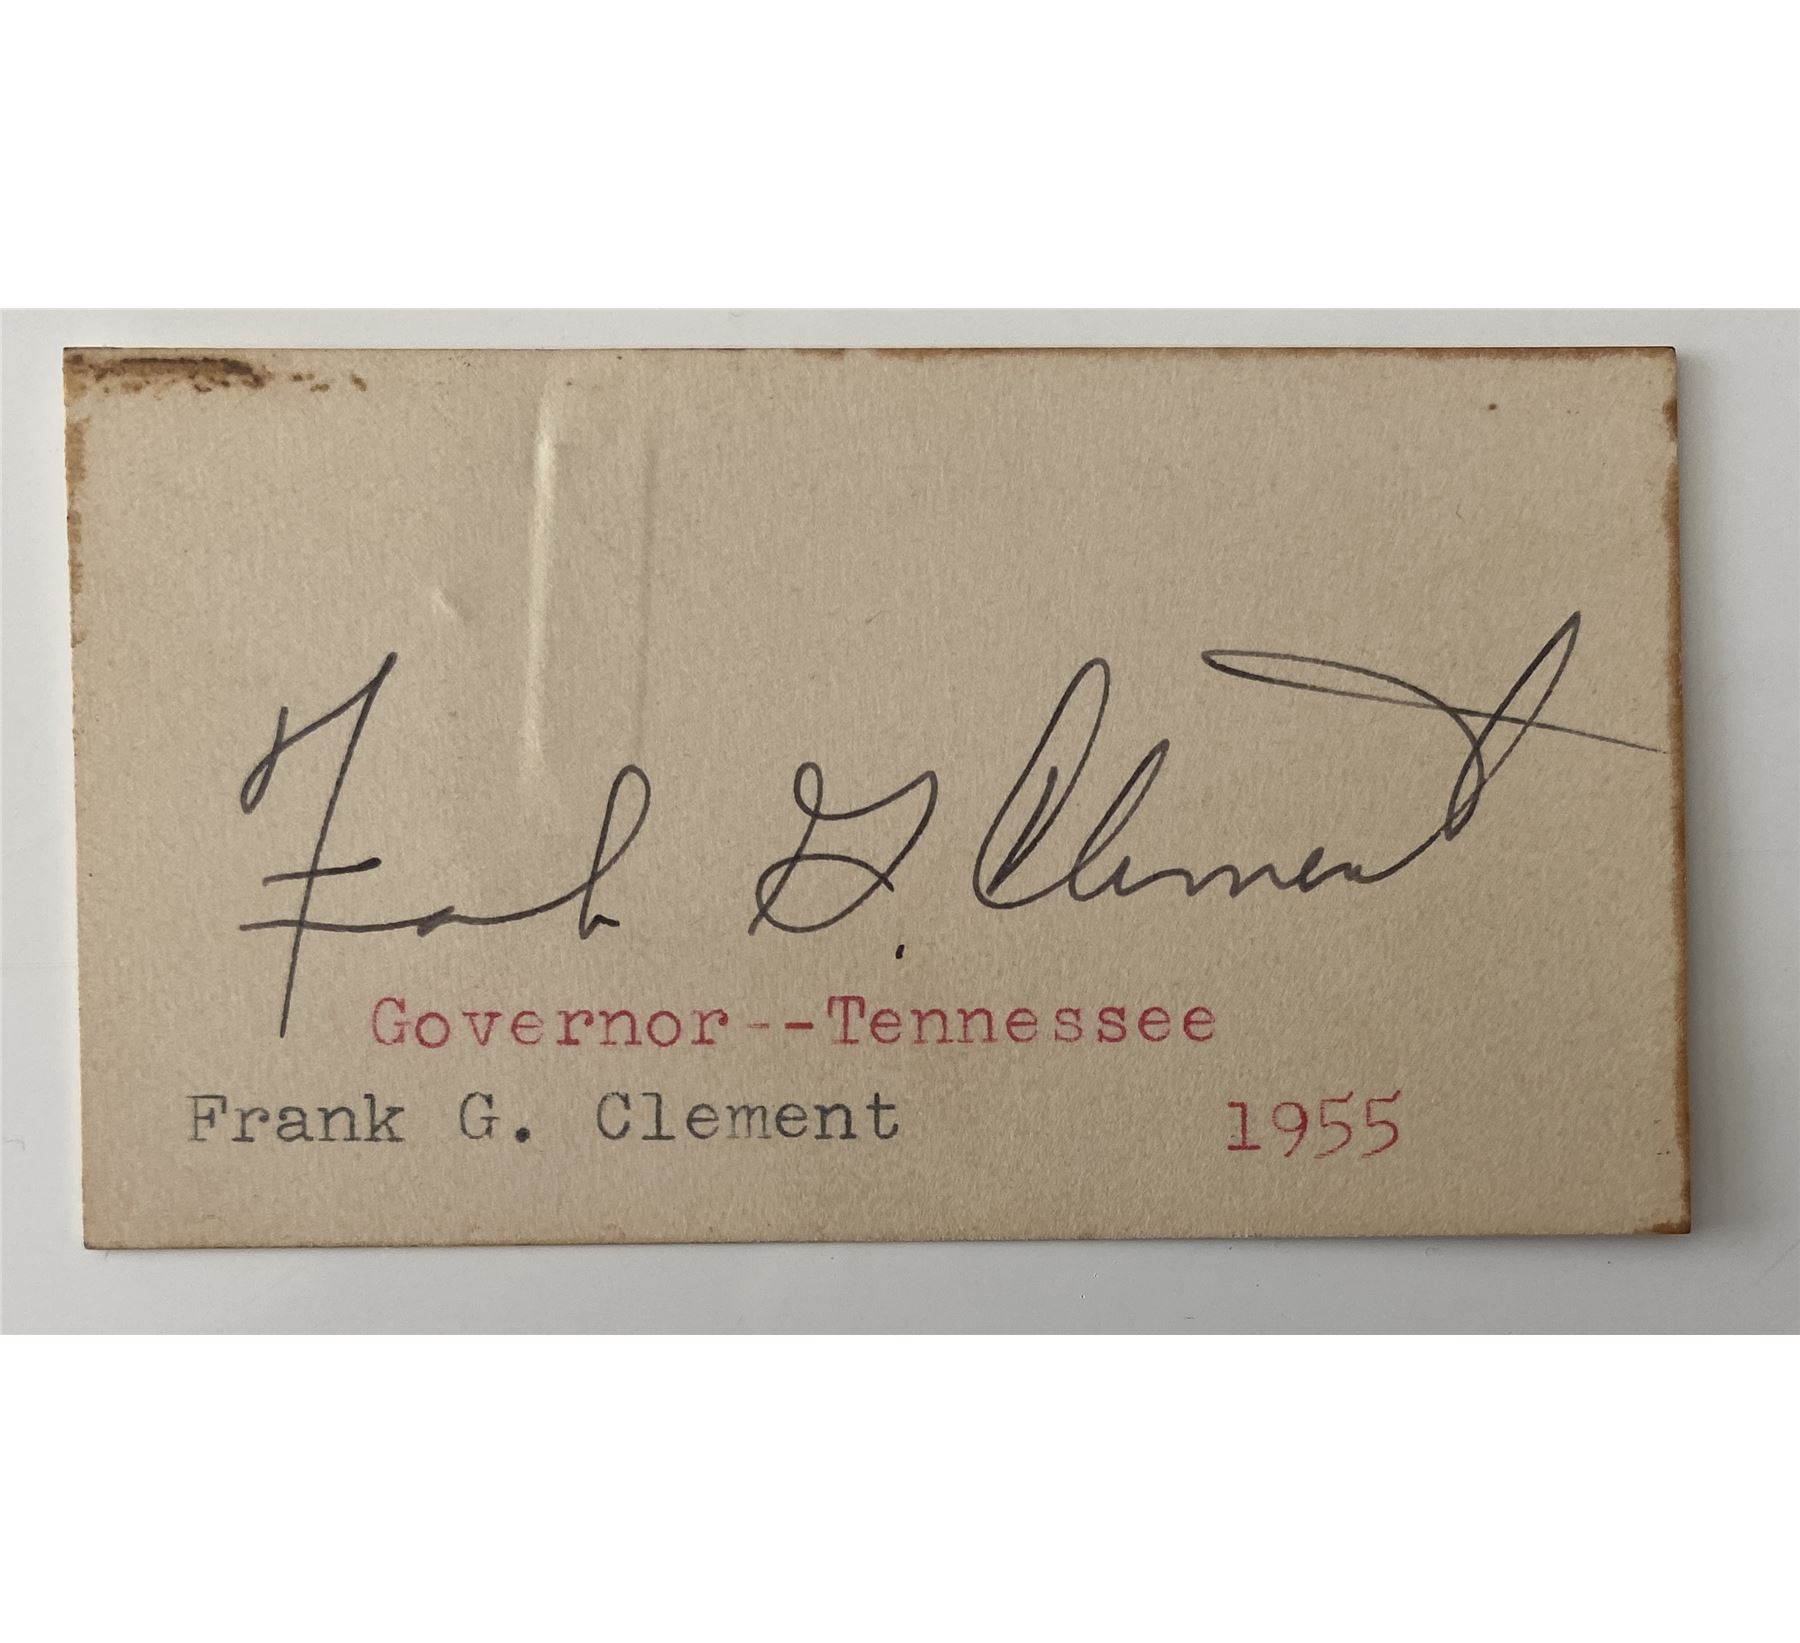 Frank G. Clement
Governor--Tennessee
Frank G. Clement 1955